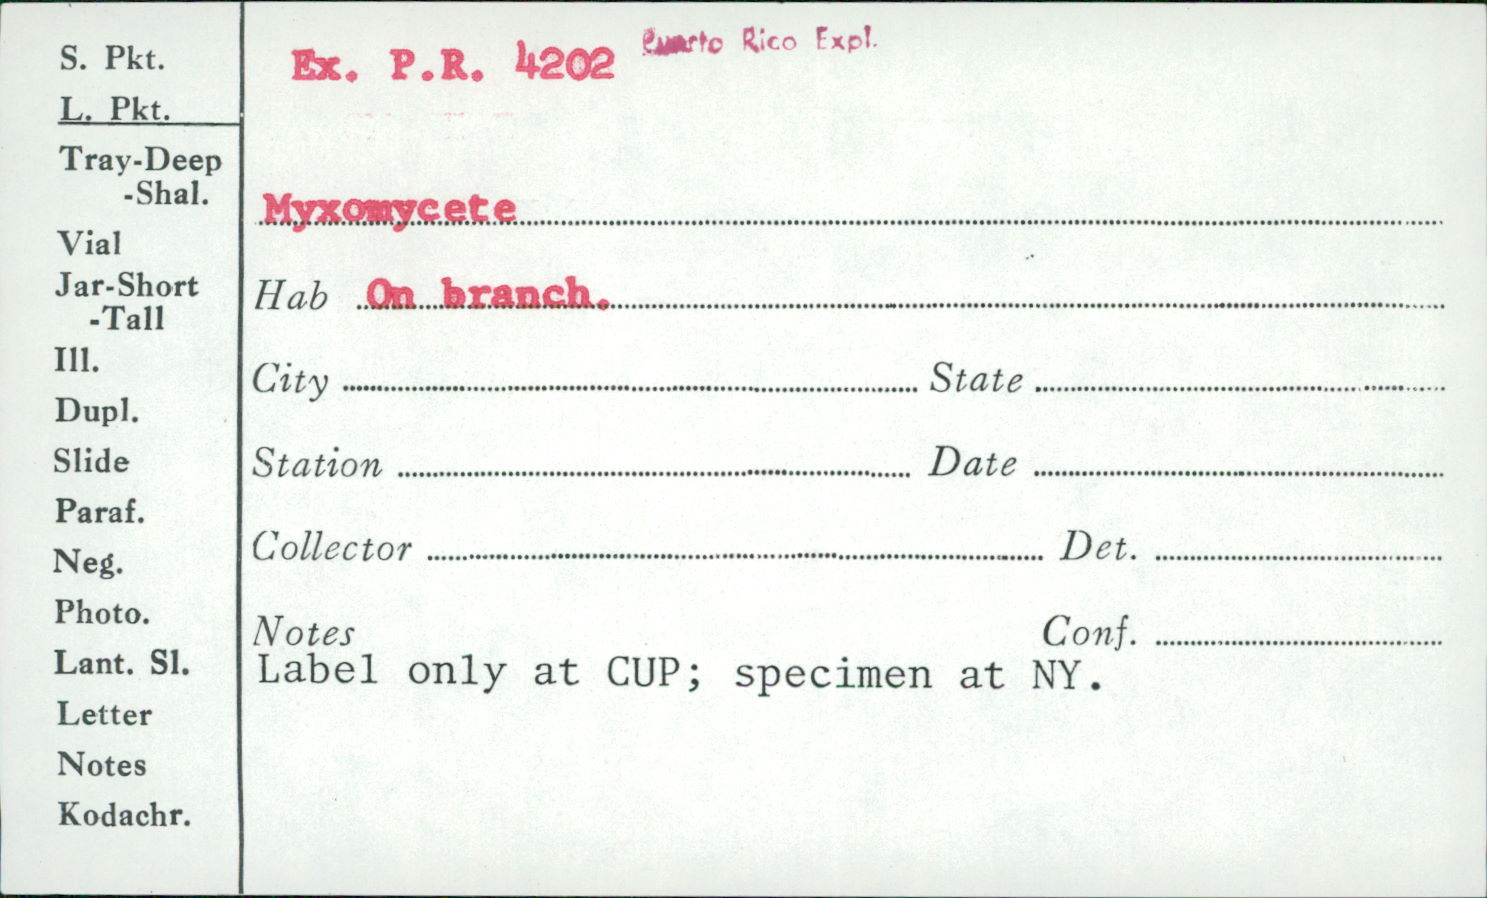 S. Pkt.
L. Pkt.
Tray-Deep
-Shal.
Vial
Jar-Short
-Tall
Ill.
Dupl.
Slide
Paraf.
Neg.
Photo.
Lant. Sl.
Letter
Notes
Kodachr.
Ex. P.R. 4202 Puerto Rico Expl.
Myxomycete
Hab On branch.
City State
Station Date
Collector Det.
Notes Conf.
Label only at CUP; specimen at NY.